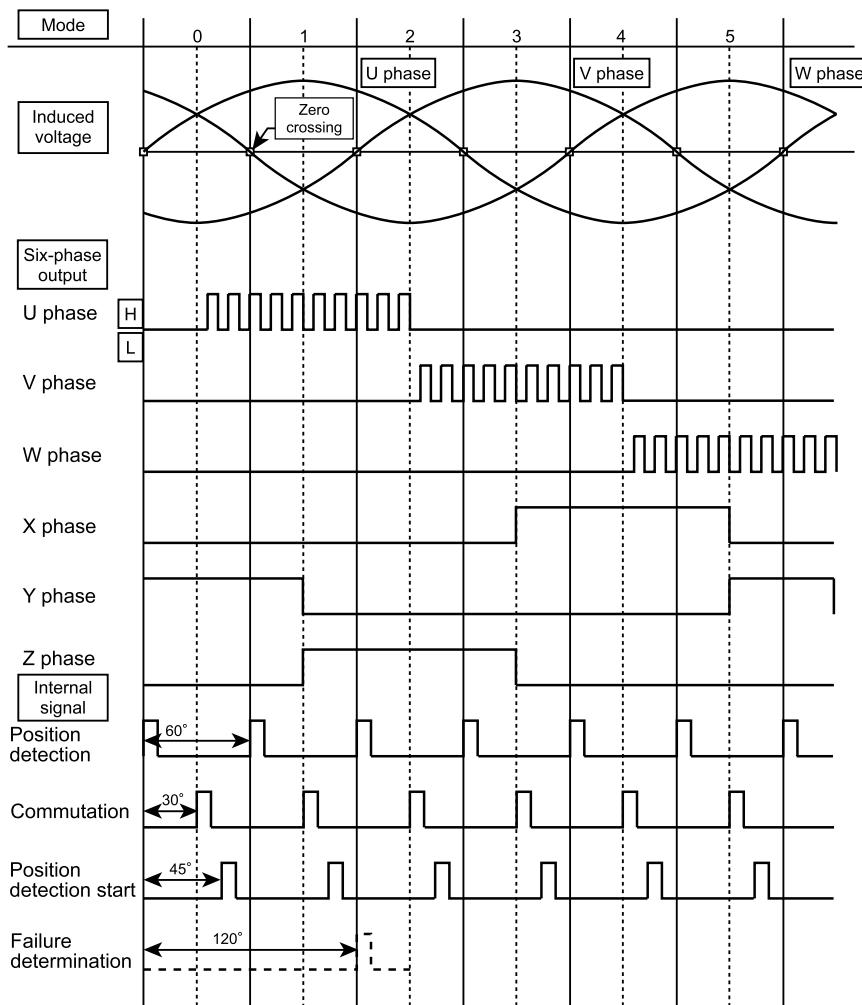 Mode
0 1 2 3 4 5
U phase
V phase
W phase
Induced
voltage
Zero
crossing
Six-phase
output
U phase
H
L
V phase
W phase
X phase
Y phase
Z phase
Internal
signal
Position
detection
60°
Commutation
30°
Position
detection start
45°
Failure
determination
120°